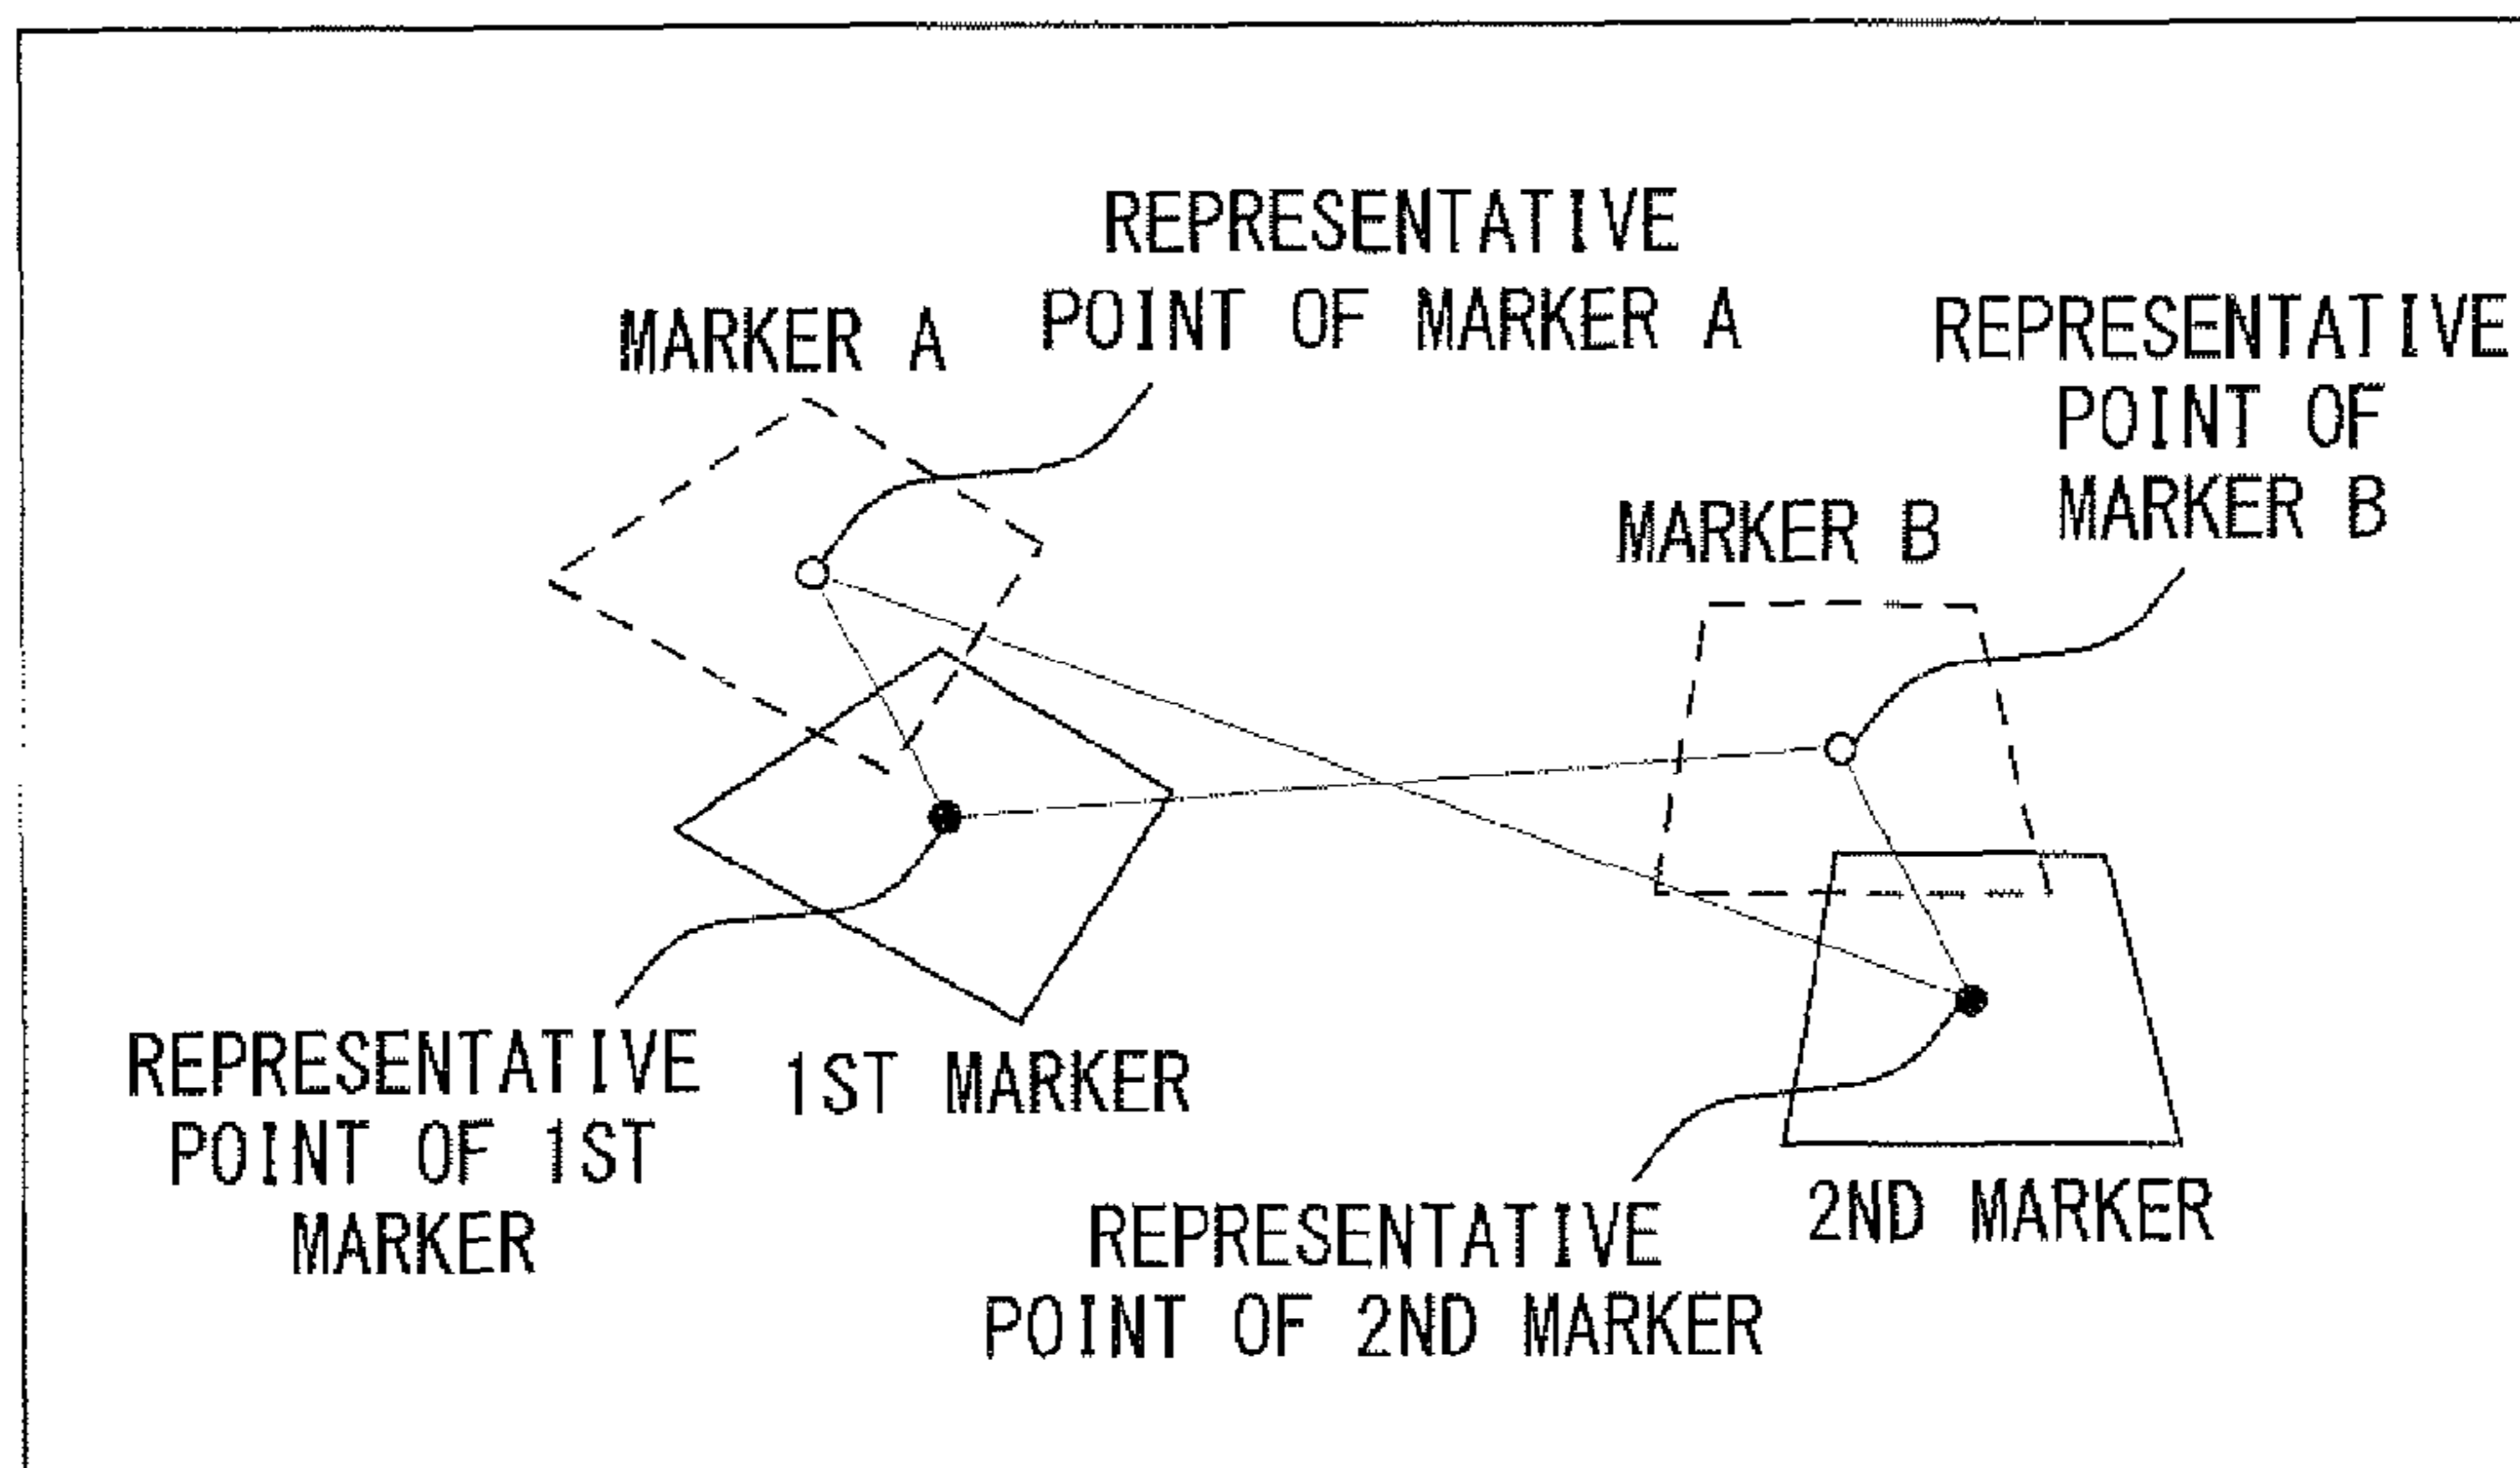 REPRESENTATIVE
POINT OF MARKER A
MARKER A
REPRESENTATIVE
POINT OF
MARKER B
MARKER B
REPRESENTATIVE
POINT OF 1ST
MARKER
1ST MARKER
2ND MARKER
REPRESENTATIVE
POINT OF 2ND MARKER